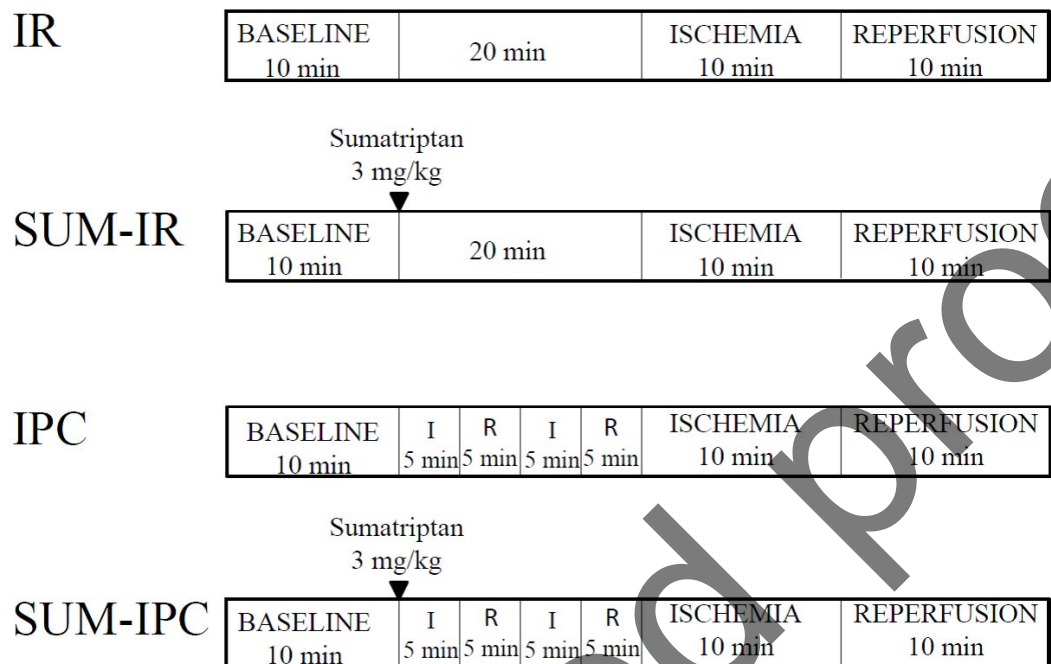 IR
BASELINE 20 min ISCHEMIA REPERFUSION
10 min 10 min 10 min
Sumatriptan
3 mg/kg
SUM-IR
BASELINE 20 min ISCHEMIA REPERFUSION
10 min 10 min 10 min
IPC
BASELINE I R I R ISCHEMIA REPERFUSION
10 min 5 min 5 min 5 min 5 min 10 min 10 min
Sumatriptan
3 mg/kg
SUM-IPC
BASELINE I R I R ISCHEMIA REPERFUSION
10 min 5 min 5 min 5 min 5 min 10 min 10 min